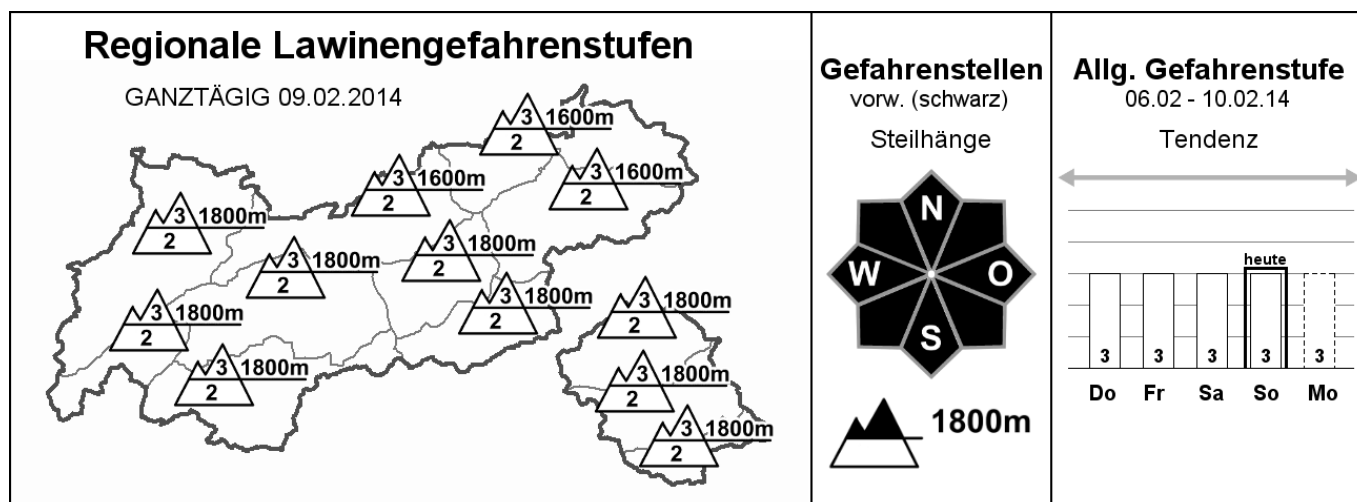 Regionale Lawinengefahrenstufen
GANZTÄGIG 09.02.2014
3 1600m
2
3 1600m
2
3 1600m
2
3 1800m
2
3 1800m
2
3 1800m
2
3 1800m
2
3 1800m
2
3 1800m
2
3 1800m
2
3 1800m
2
3 1800m
2
Gefahrenstellen
vorw. (schwarz)
Steilhänge
N
W
O
S
1800m
Allg. Gefahrenstufe
06.02 - 10.02.14
Tendenz
heute
3 3 3 3 3
Do Fr Sa So Mo